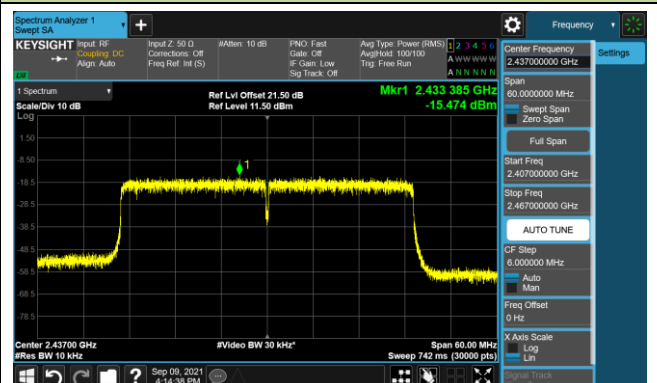 Spectrum Analyzer 1
Swept SA
Frequency
KEYSIGHT
Input: RF
Coupling: DC
Align: Auto
Input Z: 50 Ω
Corrections: Off
Freq Ref: Int (S)
#Atten: 10 dB
PNO: Fast
Gate: Off
IF Gain: Low
Sig Track: Off
Avg Type: Power (RMS)
Avg|Hold: 100/100
Trig: Free Run
1 2 3 4 5 6
A W W W W W
A N N N N N
Center Frequency
2.437000000 GHz
Settings
Span
60.0000000 MHz
Swept Span
Zero Span
Full Span
Start Freq
2.407000000 GHz
Stop Freq
2.467000000 GHz
AUTO TUNE
CF Step
6.000000 MHz
Auto
Man
Freq Offset
0 Hz
X Axis Scale
Log
Lin
Signal Track
1 Spectrum
Scale/Div 10 dB
Log
Ref Lvl Offset 21.50 dB
Ref Level 11.50 dBm
Mkr1 2.433 385 GHz
-15.474 dBm
1
1.50
-8.50
-18.5
-28.5
-38.5
-48.5
-58.5
-68.5
-78.5
Center 2.43700 GHz
#Res BW 10 kHz
#Video BW 30 kHz*
Span 60.00 MHz
Sweep 742 ms (30000 pts)
?
Sep 09, 2021
4:14:38 PM